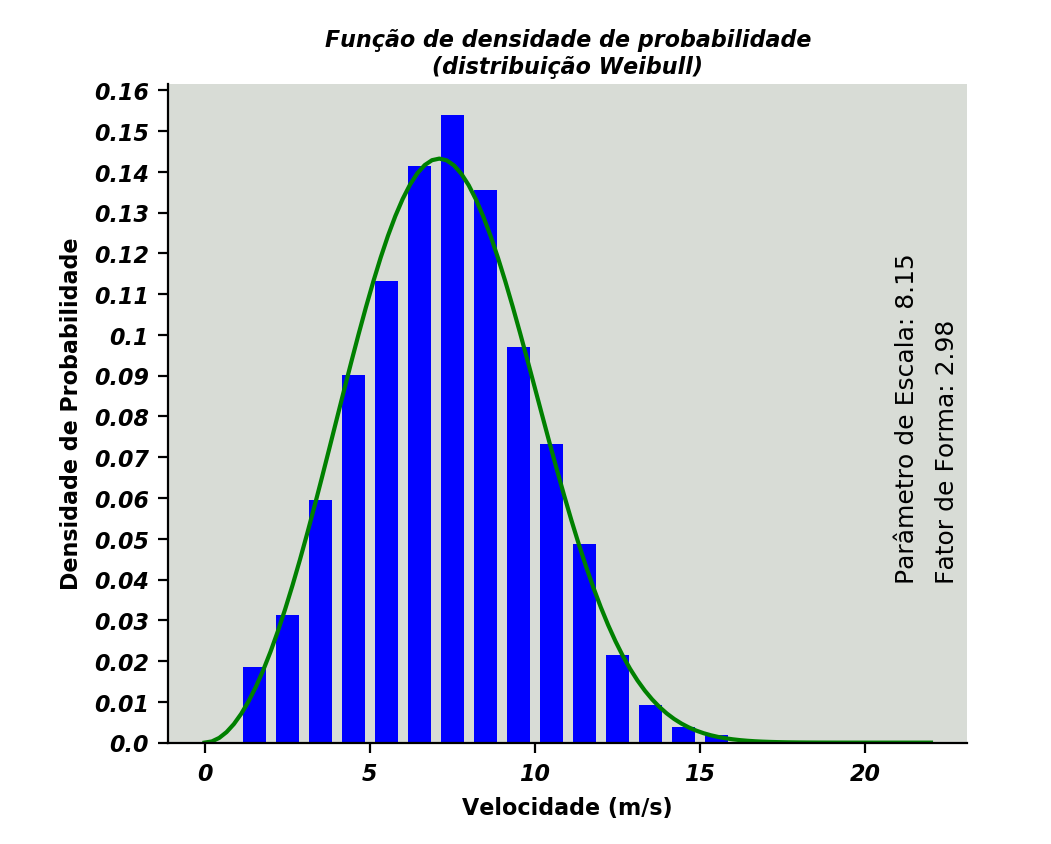 Função de densidade de probabilidade
(distribuição Weibull)
0.16
0.15
0.14
0.13
0.12
0.11
0.1
0.09
0.08
0.07
0.06
0.05
0.04
0.03
0.02
0.01
0.0
Densidade de Probabilidade
Parâmetro de Escala: 8.15
Fator de Forma: 2.98
0 5 10 15 20
Velocidade (m/s)